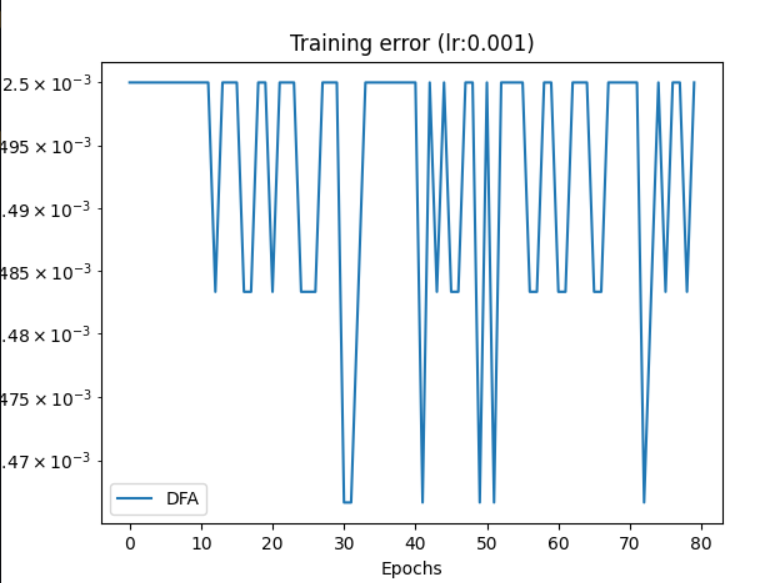 Training error (lr:0.001)
2.5 × 10⁻³
495 × 10⁻³
.49 × 10⁻³
485 × 10⁻³
.48 × 10⁻³
475 × 10⁻³
.47 × 10⁻³
DFA
0 10 20 30 40 50 60 70 80
Epochs